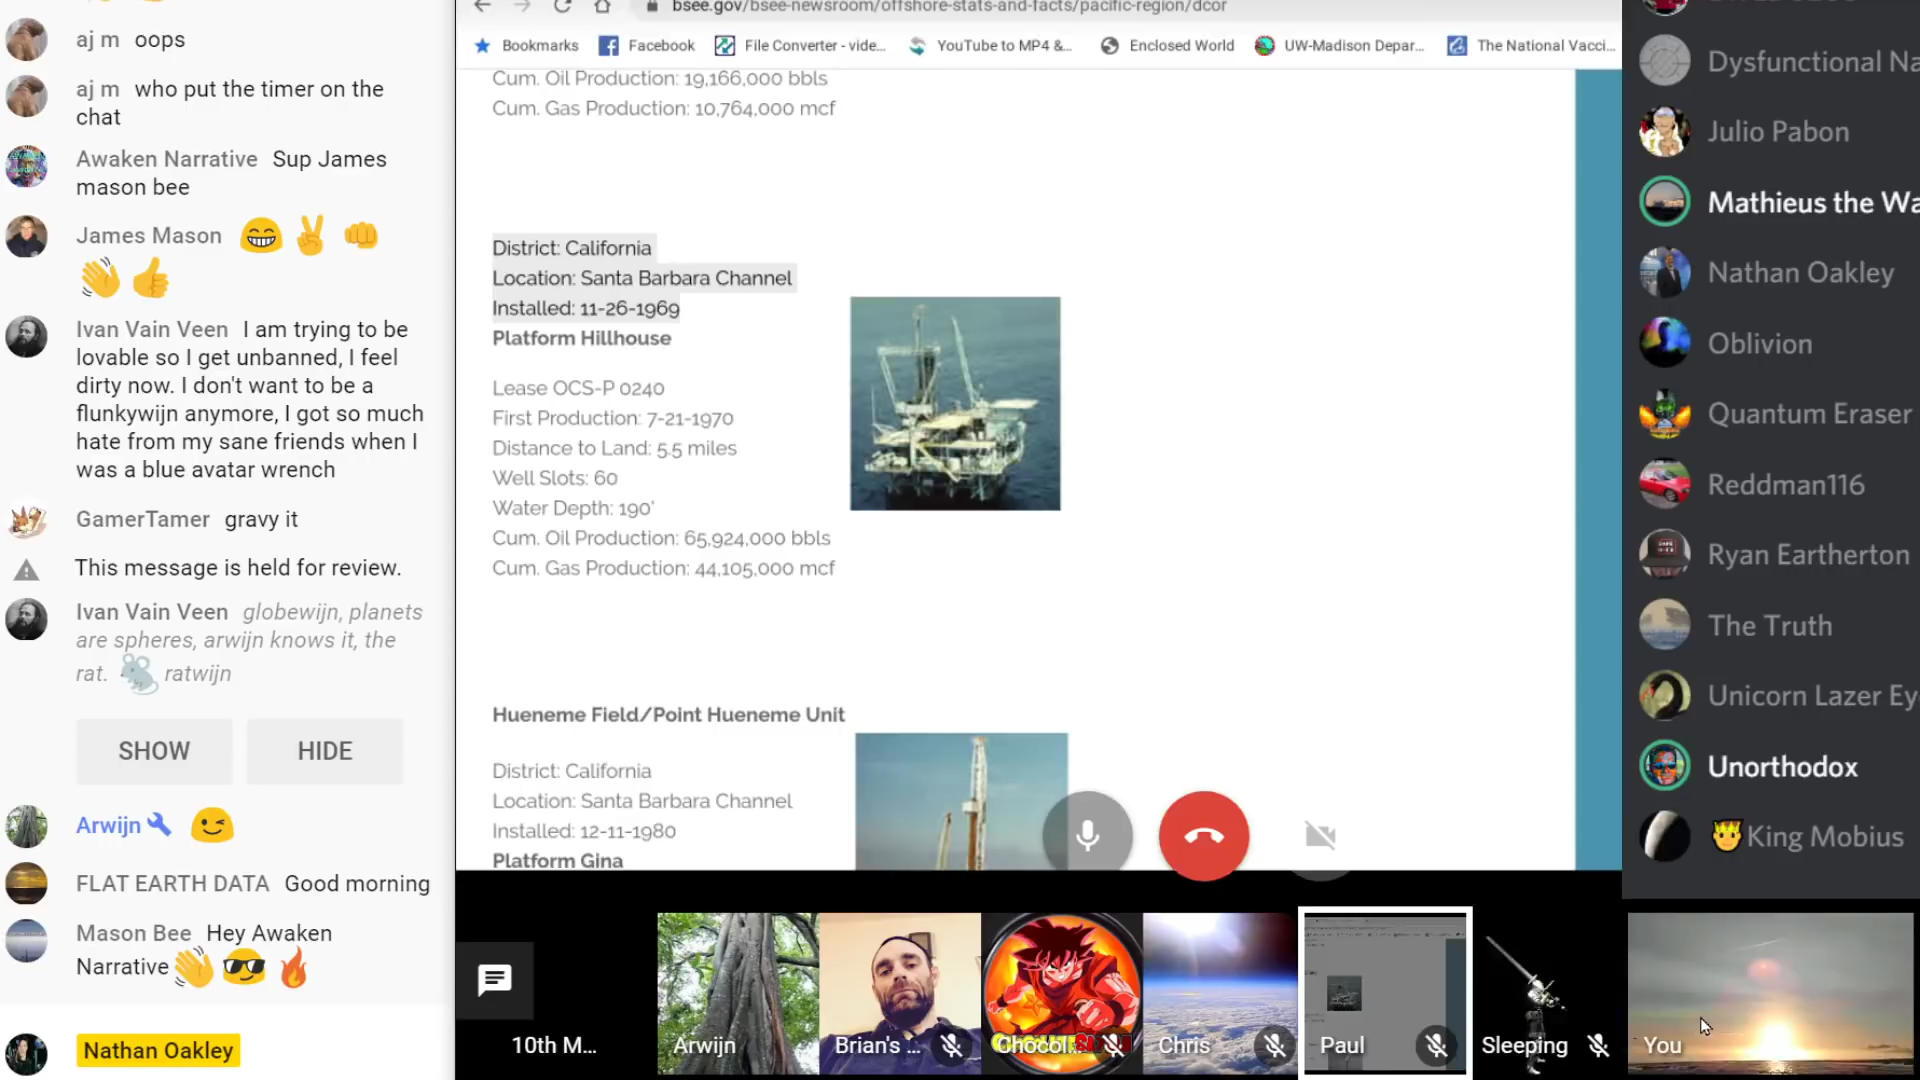 aj m oops
aj m who put the timer on the
chat
Awaken Narrative Sup James
mason bee
James Mason
Ivan Vain Veen I am trying to be
lovable so I get unbanned, I feel
dirty now. I don't want to be a
flunkywijn anymore, I got so much
hate from my sane friends when I
was a blue avatar wrench
GamerTamer gravy it
This message is held for review.
Ivan Vain Veen globewijn, planets
are spheres, arwijn knows it, the
rat. ratwijn
SHOW HIDE
Arwijn
FLAT EARTH DATA Good morning
Mason Bee Hey Awaken
Narrative
Nathan Oakley
bsee.gov/bsee-newsroom/offshore-stats-and-facts/pacific-region/dcor
Bookmarks Facebook File Converter - vide... YouTube to MP4 &... Enclosed World UW-Madison Depar... The National Vacci...
Cum. Oil Production: 19,166,000 bbls
Cum. Gas Production: 10,764,000 mcf
District: California
Location: Santa Barbara Channel
Installed: 11-26-1969
Platform Hillhouse
Lease OCS-P 0240
First Production: 7-21-1970
Distance to Land: 5.5 miles
Well Slots: 60
Water Depth: 190'
Cum. Oil Production: 65,924,000 bbls
Cum. Gas Production: 44,105,000 mcf
Hueneme Field/Point Hueneme Unit
District: California
Location: Santa Barbara Channel
Installed: 12-11-1980
Platform Gina
Dysfunctional Na
Julio Pabon
Mathieus the Wa
Nathan Oakley
Oblivion
Quantum Eraser
Reddman116
Ryan Eartherton
The Truth
Unicorn Lazer Ey
Unorthodox
King Mobius
10th M... Arwijn Brian's ... Chocol... Chris Paul Sleeping You